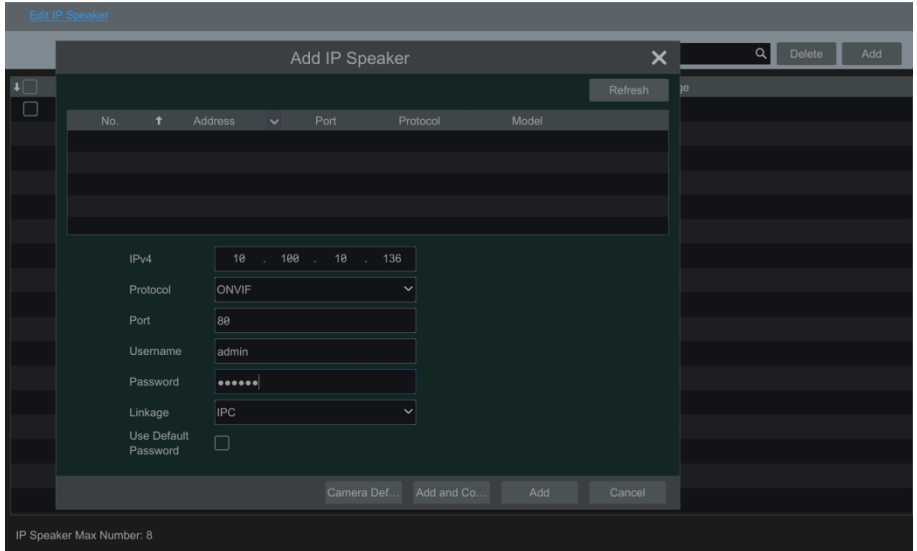 Edit IP Speaker
Add IP Speaker
Delete Add
Refresh
ge
No. Address Port Protocol Model
IPv4 10 . 100 . 10 . 136
Protocol ONVIF
Port 80
Username admin
Password ●●●●●●
Linkage IPC
Use Default
Password
Camera Def... Add and Co... Add Cancel
IP Speaker Max Number: 8